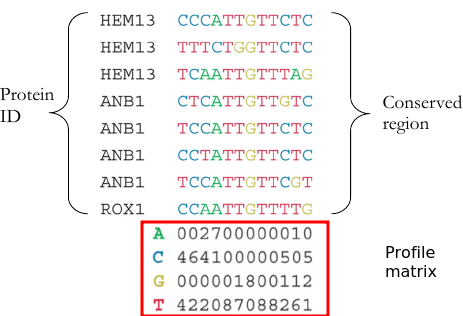 HEM13 CCCATTGTTCTC
HEM13 TTTCTGGTTCTC
HEM13 TCAATTGTTTAG
ANB1 CTCATTGTTGTC
ANB1 TCCATTGTTCTC
ANB1 CCTATTGTTCTC
ANB1 TCCATTGTTCGT
ROX1 CCAATTGTTTTG
Protein
ID
Conserved
region
A 002700000010
C 464100000505
G 000001800112
T 422087088261
Profile
matrix